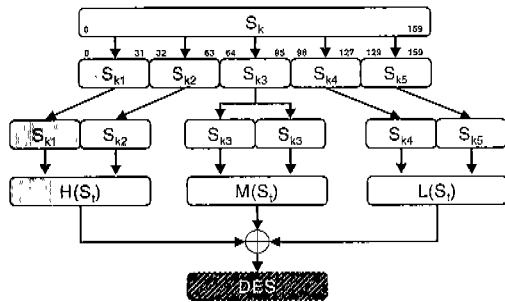 S_k
0 159
0 31 32 63 64 95 96 127 128 159
S_k1 S_k2 S_k3 S_k4 S_k5
S_k1 S_k2 S_k3 S_k3 S_k4 S_k5
H(S_t) M(S_t) L(S_t)
DES